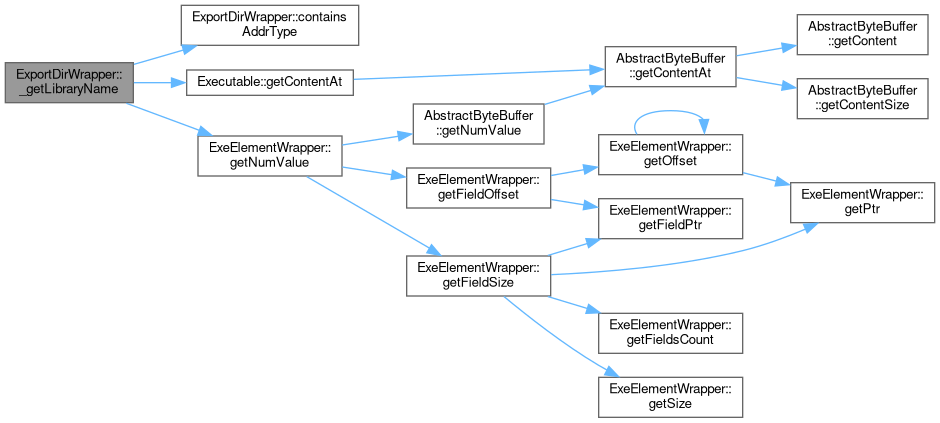 ExportDirWrapper::
_getLibraryName
ExportDirWrapper::contains
AddrType
Executable::getContentAt
ExeElementWrapper::
getNumValue
AbstractByteBuffer
::getNumValue
ExeElementWrapper::
getFieldOffset
ExeElementWrapper::
getFieldSize
AbstractByteBuffer
::getContentAt
ExeElementWrapper::
getOffset
ExeElementWrapper::
getFieldPtr
ExeElementWrapper::
getFieldsCount
ExeElementWrapper::
getSize
AbstractByteBuffer
::getContent
AbstractByteBuffer
::getContentSize
ExeElementWrapper::
getPtr